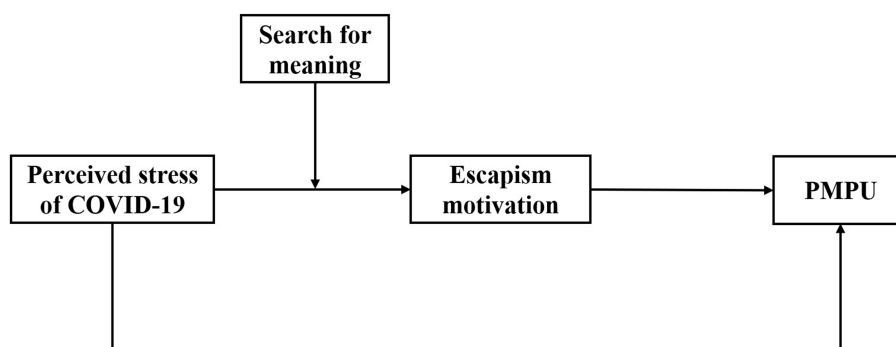 Search for
meaning
Perceived stress
of COVID-19
Escapism
motivation
PMPU